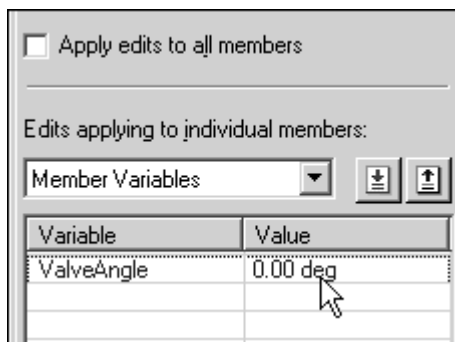 Apply edits to all members
Edits applying to individual members:
Member Variables
Variable Value
ValveAngle 0.00 deg